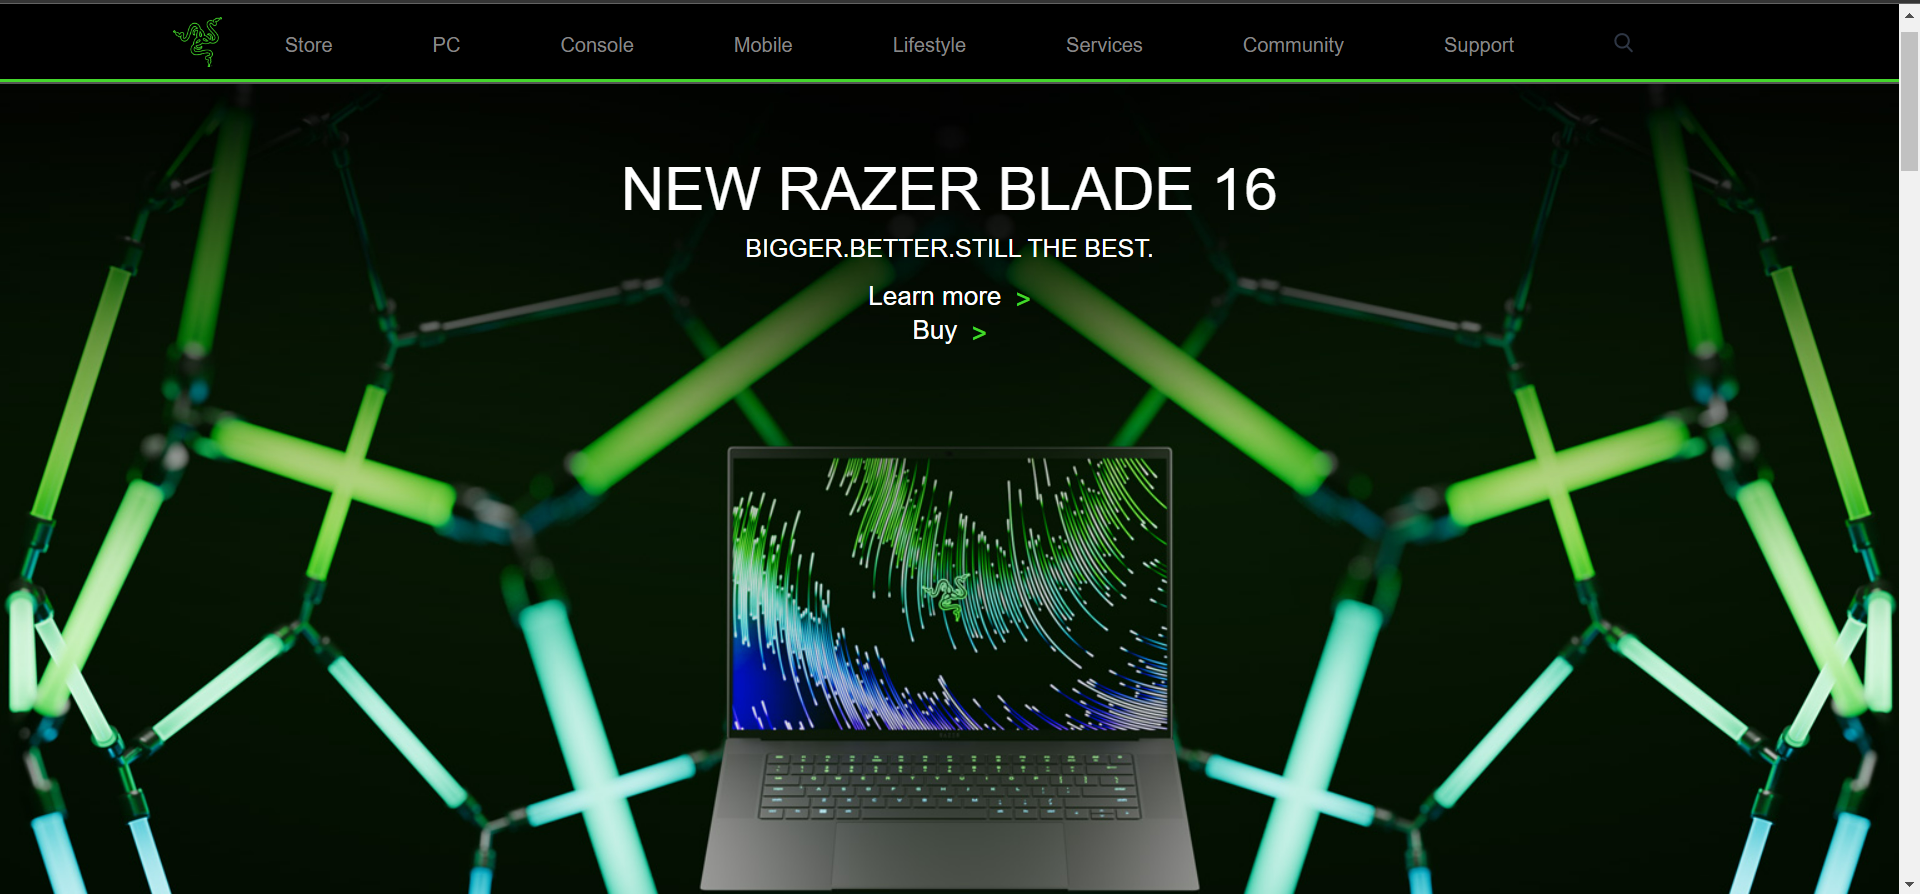 Store PC Console Mobile Lifestyle Services Community Support
NEW RAZER BLADE 16
BIGGER.BETTER.STILL THE BEST.
Learn more >
Buy >